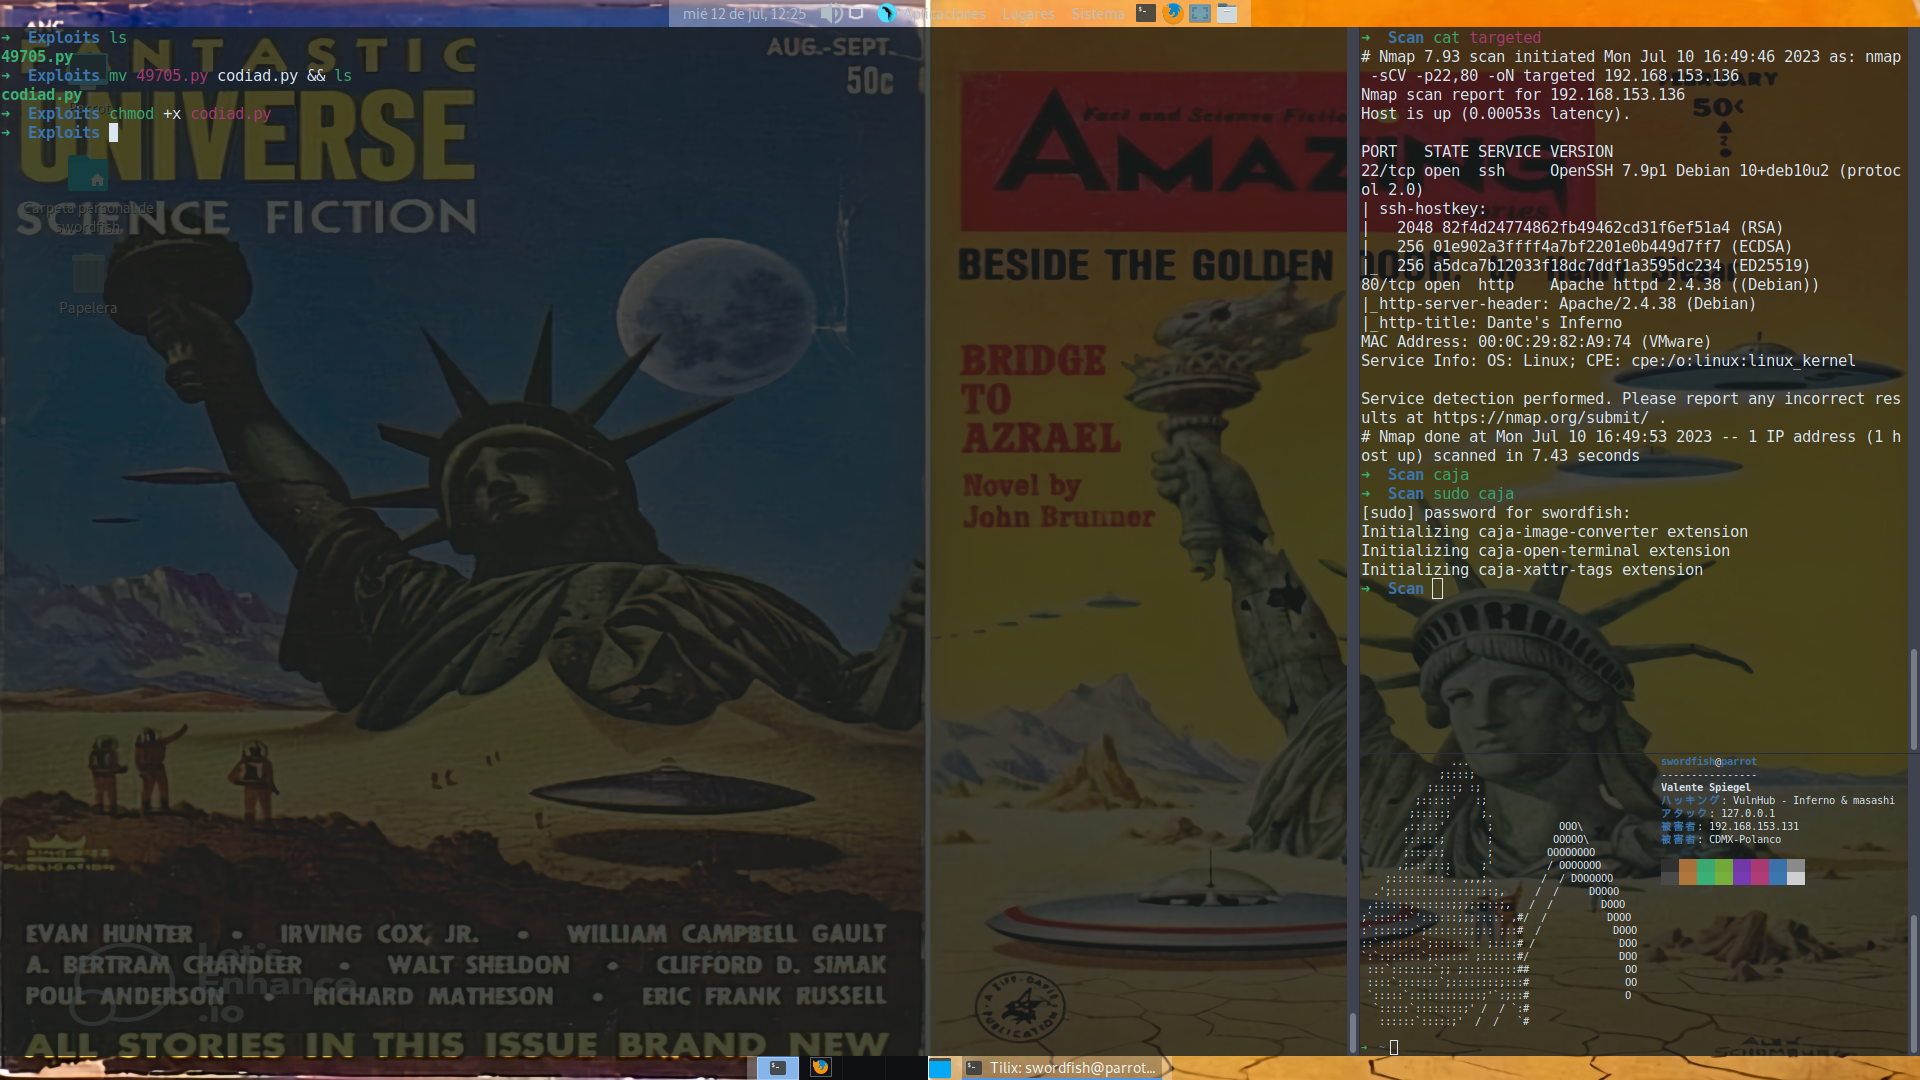 mié 12 de jul, 12:25
Aplicaciones Lugares Sistema
➜ Exploits ls
49705.py
➜ Exploits mv 49705.py codiad.py && ls
codiad.py
➜ Exploits chmod +x codiad.py
➜ Exploits
Carpeta personal de
swordfish
Papelera
FANTASTIC
UNIVERSE
SCIENCE FICTION
AUG.-SEPT.
50c
EVAN HUNTER • IRVING COX, JR. • WILLIAM CAMPBELL GAULT
A. BERTRAM CHANDLER • WALT SHELDON • CLIFFORD D. SIMAK
POUL ANDERSON • RICHARD MATHESON • ERIC FRANK RUSSELL
ALL STORIES IN THIS ISSUE BRAND NEW
A KING-SIZE
PUBLICATION
Let's
Enhance
.io
Fact and Science Fiction
AMAZING
50<
BESIDE THE GOLDEN
BRIDGE
TO
AZRAEL
Novel by
John Brunner
➜ Scan cat targeted
# Nmap 7.93 scan initiated Mon Jul 10 16:49:46 2023 as: nmap
-sCV -p22,80 -oN targeted 192.168.153.136
Nmap scan report for 192.168.153.136
Host is up (0.00053s latency).
PORT STATE SERVICE VERSION
22/tcp open ssh OpenSSH 7.9p1 Debian 10+deb10u2 (protoc
ol 2.0)
| ssh-hostkey:
| 2048 82f4d24774862fb49462cd31f6ef51a4 (RSA)
| 256 01e902a3ffff4a7bf2201e0b449d7ff7 (ECDSA)
|_ 256 a5dca7b12033f18dc7ddf1a3595dc234 (ED25519)
80/tcp open http Apache httpd 2.4.38 ((Debian))
|_http-server-header: Apache/2.4.38 (Debian)
|_http-title: Dante's Inferno
MAC Address: 00:0C:29:82:A9:74 (VMware)
Service Info: OS: Linux; CPE: cpe:/o:linux:linux_kernel
Service detection performed. Please report any incorrect res
ults at https://nmap.org/submit/ .
# Nmap done at Mon Jul 10 16:49:53 2023 -- 1 IP address (1 h
ost up) scanned in 7.43 seconds
➜ Scan caja
➜ Scan sudo caja
[sudo] password for swordfish:
Initializing caja-image-converter extension
Initializing caja-open-terminal extension
Initializing caja-xattr-tags extension
➜ Scan
swordfish@parrot
----------------
Valente Spiegel
ハッキング: VulnHub - Inferno & masashi
アタック: 127.0.0.1
被害者: 192.168.153.131
被害者: CDMX-Polanco
➜ ~
Tilix: swordfish@parrot...